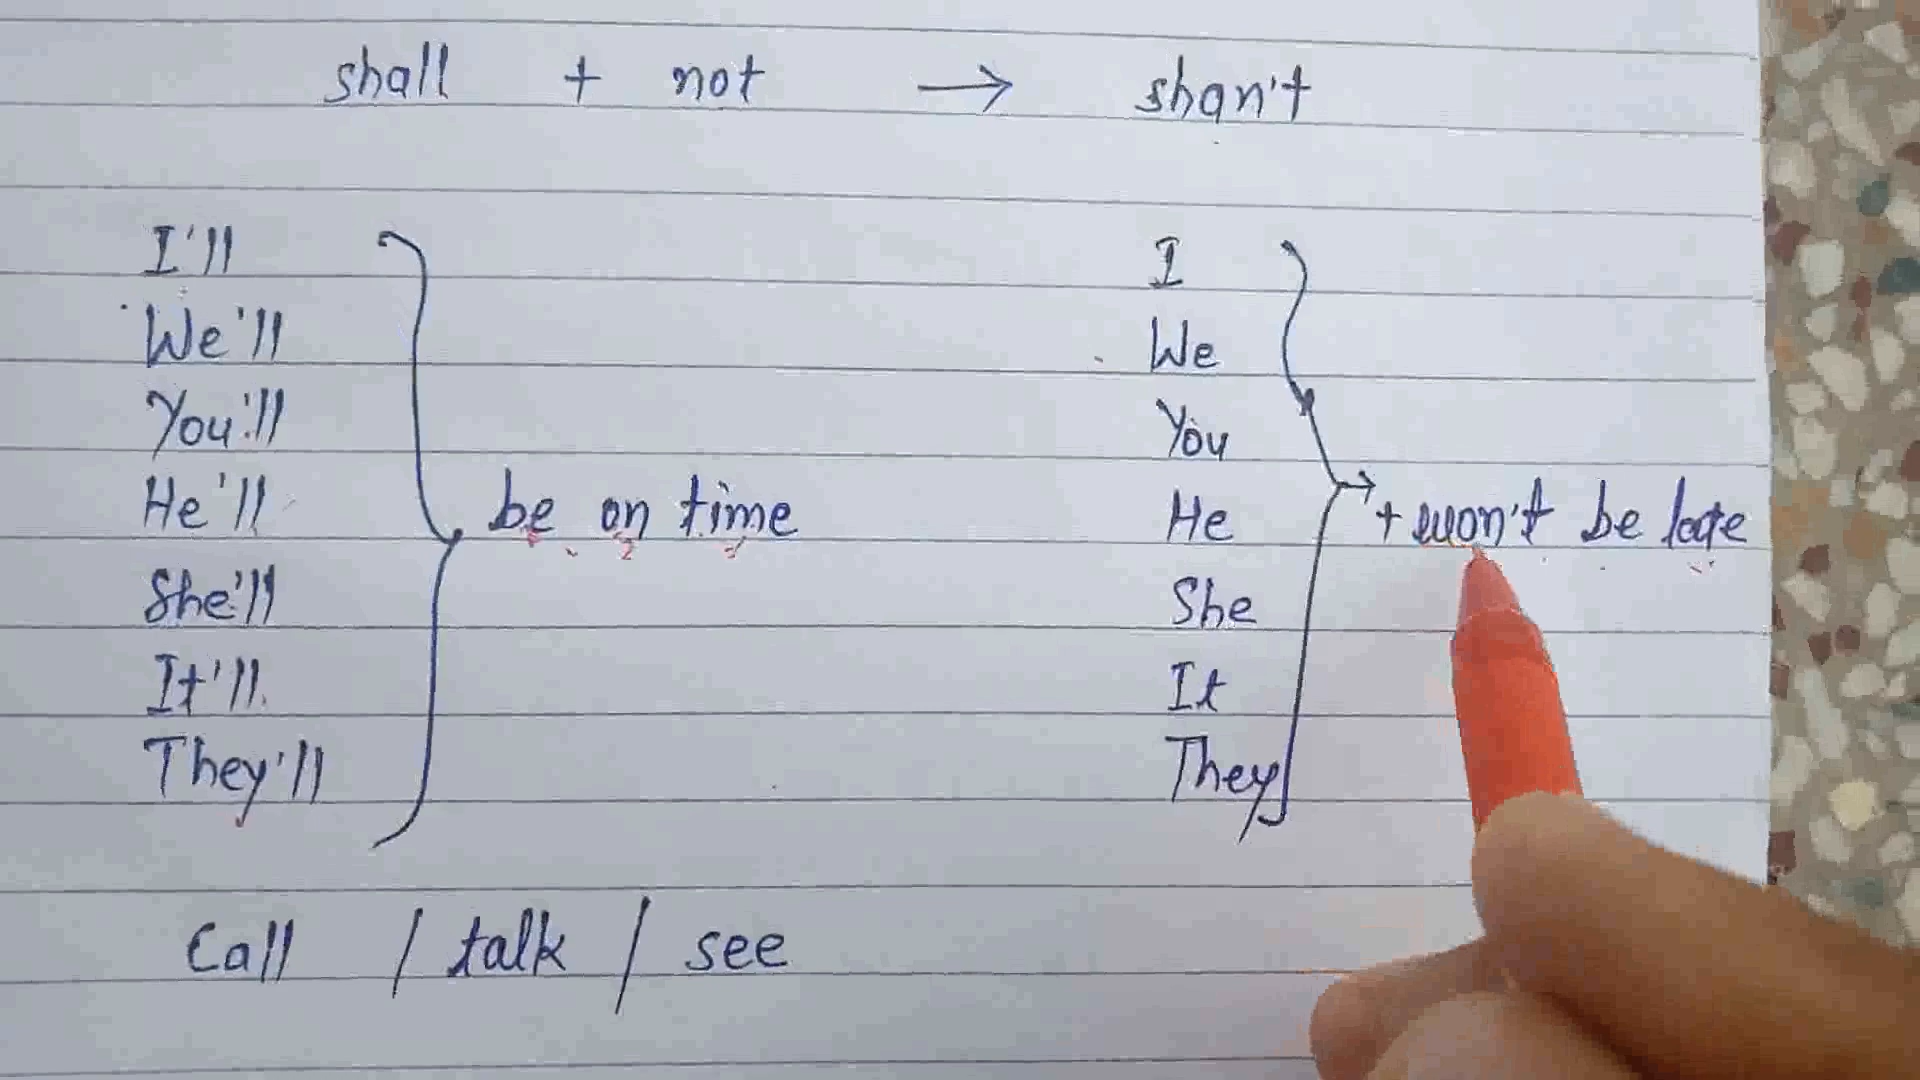 shall + not → shan't
I'll
We'll
You'll
He'll
She'll
It'll
They'll
be on time
I
We
You
He
She
It
They
+ won't be late
Call / talk / see